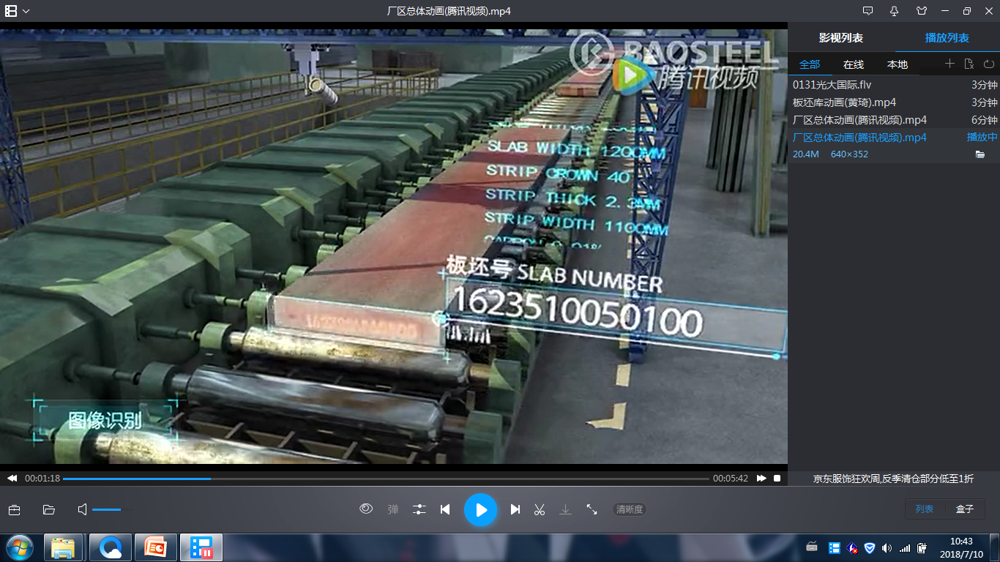 厂区总体动画(腾讯视频).mp4
BAOSTEEL
腾讯视频
SLAB WIDTH 1200MM
STRIP CROWN 40
STRIP THICK 2.3MM
STRIP WIDTH 1100MM
板坯号 SLAB NUMBER
1623510050100
图像识别
影视列表 播放列表
全部 在线 本地
0131光大国际.flv 3分钟
板坯库动画(黄琦).mp4 3分钟
厂区总体动画(腾讯视频).mp4 6分钟
厂区总体动画(腾讯视频).mp4 播放中
20.4M 640×352
京东服饰狂欢周,反季清仓部分低至1折
00:01:18 00:05:42
弹 清晰度
列表 盒子
10:43
2018/7/10